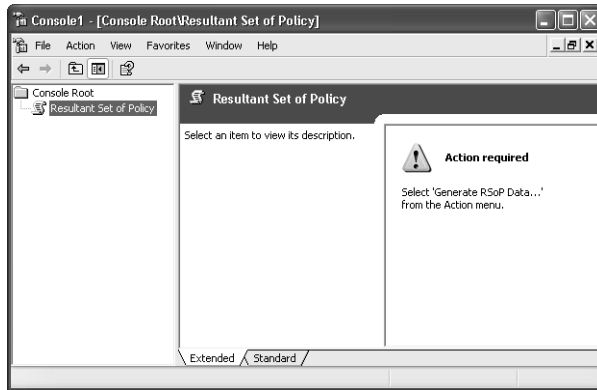 Console1 - [Console Root\Resultant Set of Policy]
File Action View Favorites Window Help
Console Root
Resultant Set of Policy
Resultant Set of Policy
Select an item to view its description.
Action required
Select 'Generate RSoP Data...'
from the Action menu.
Extended Standard